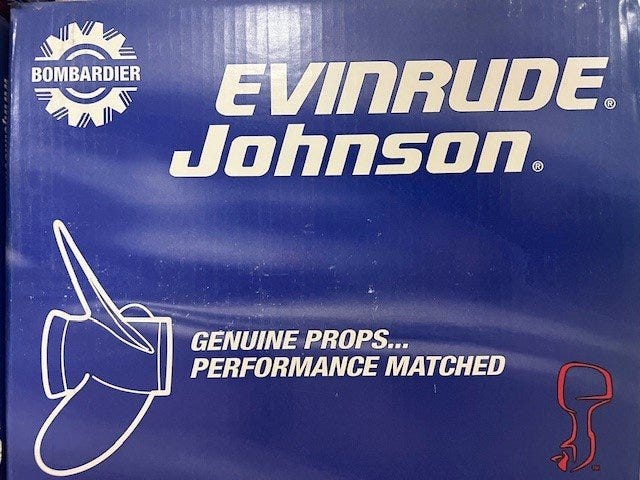 BOMBARDIER
EVINRUDE®
Johnson®
GENUINE PROPS...
PERFORMANCE MATCHED